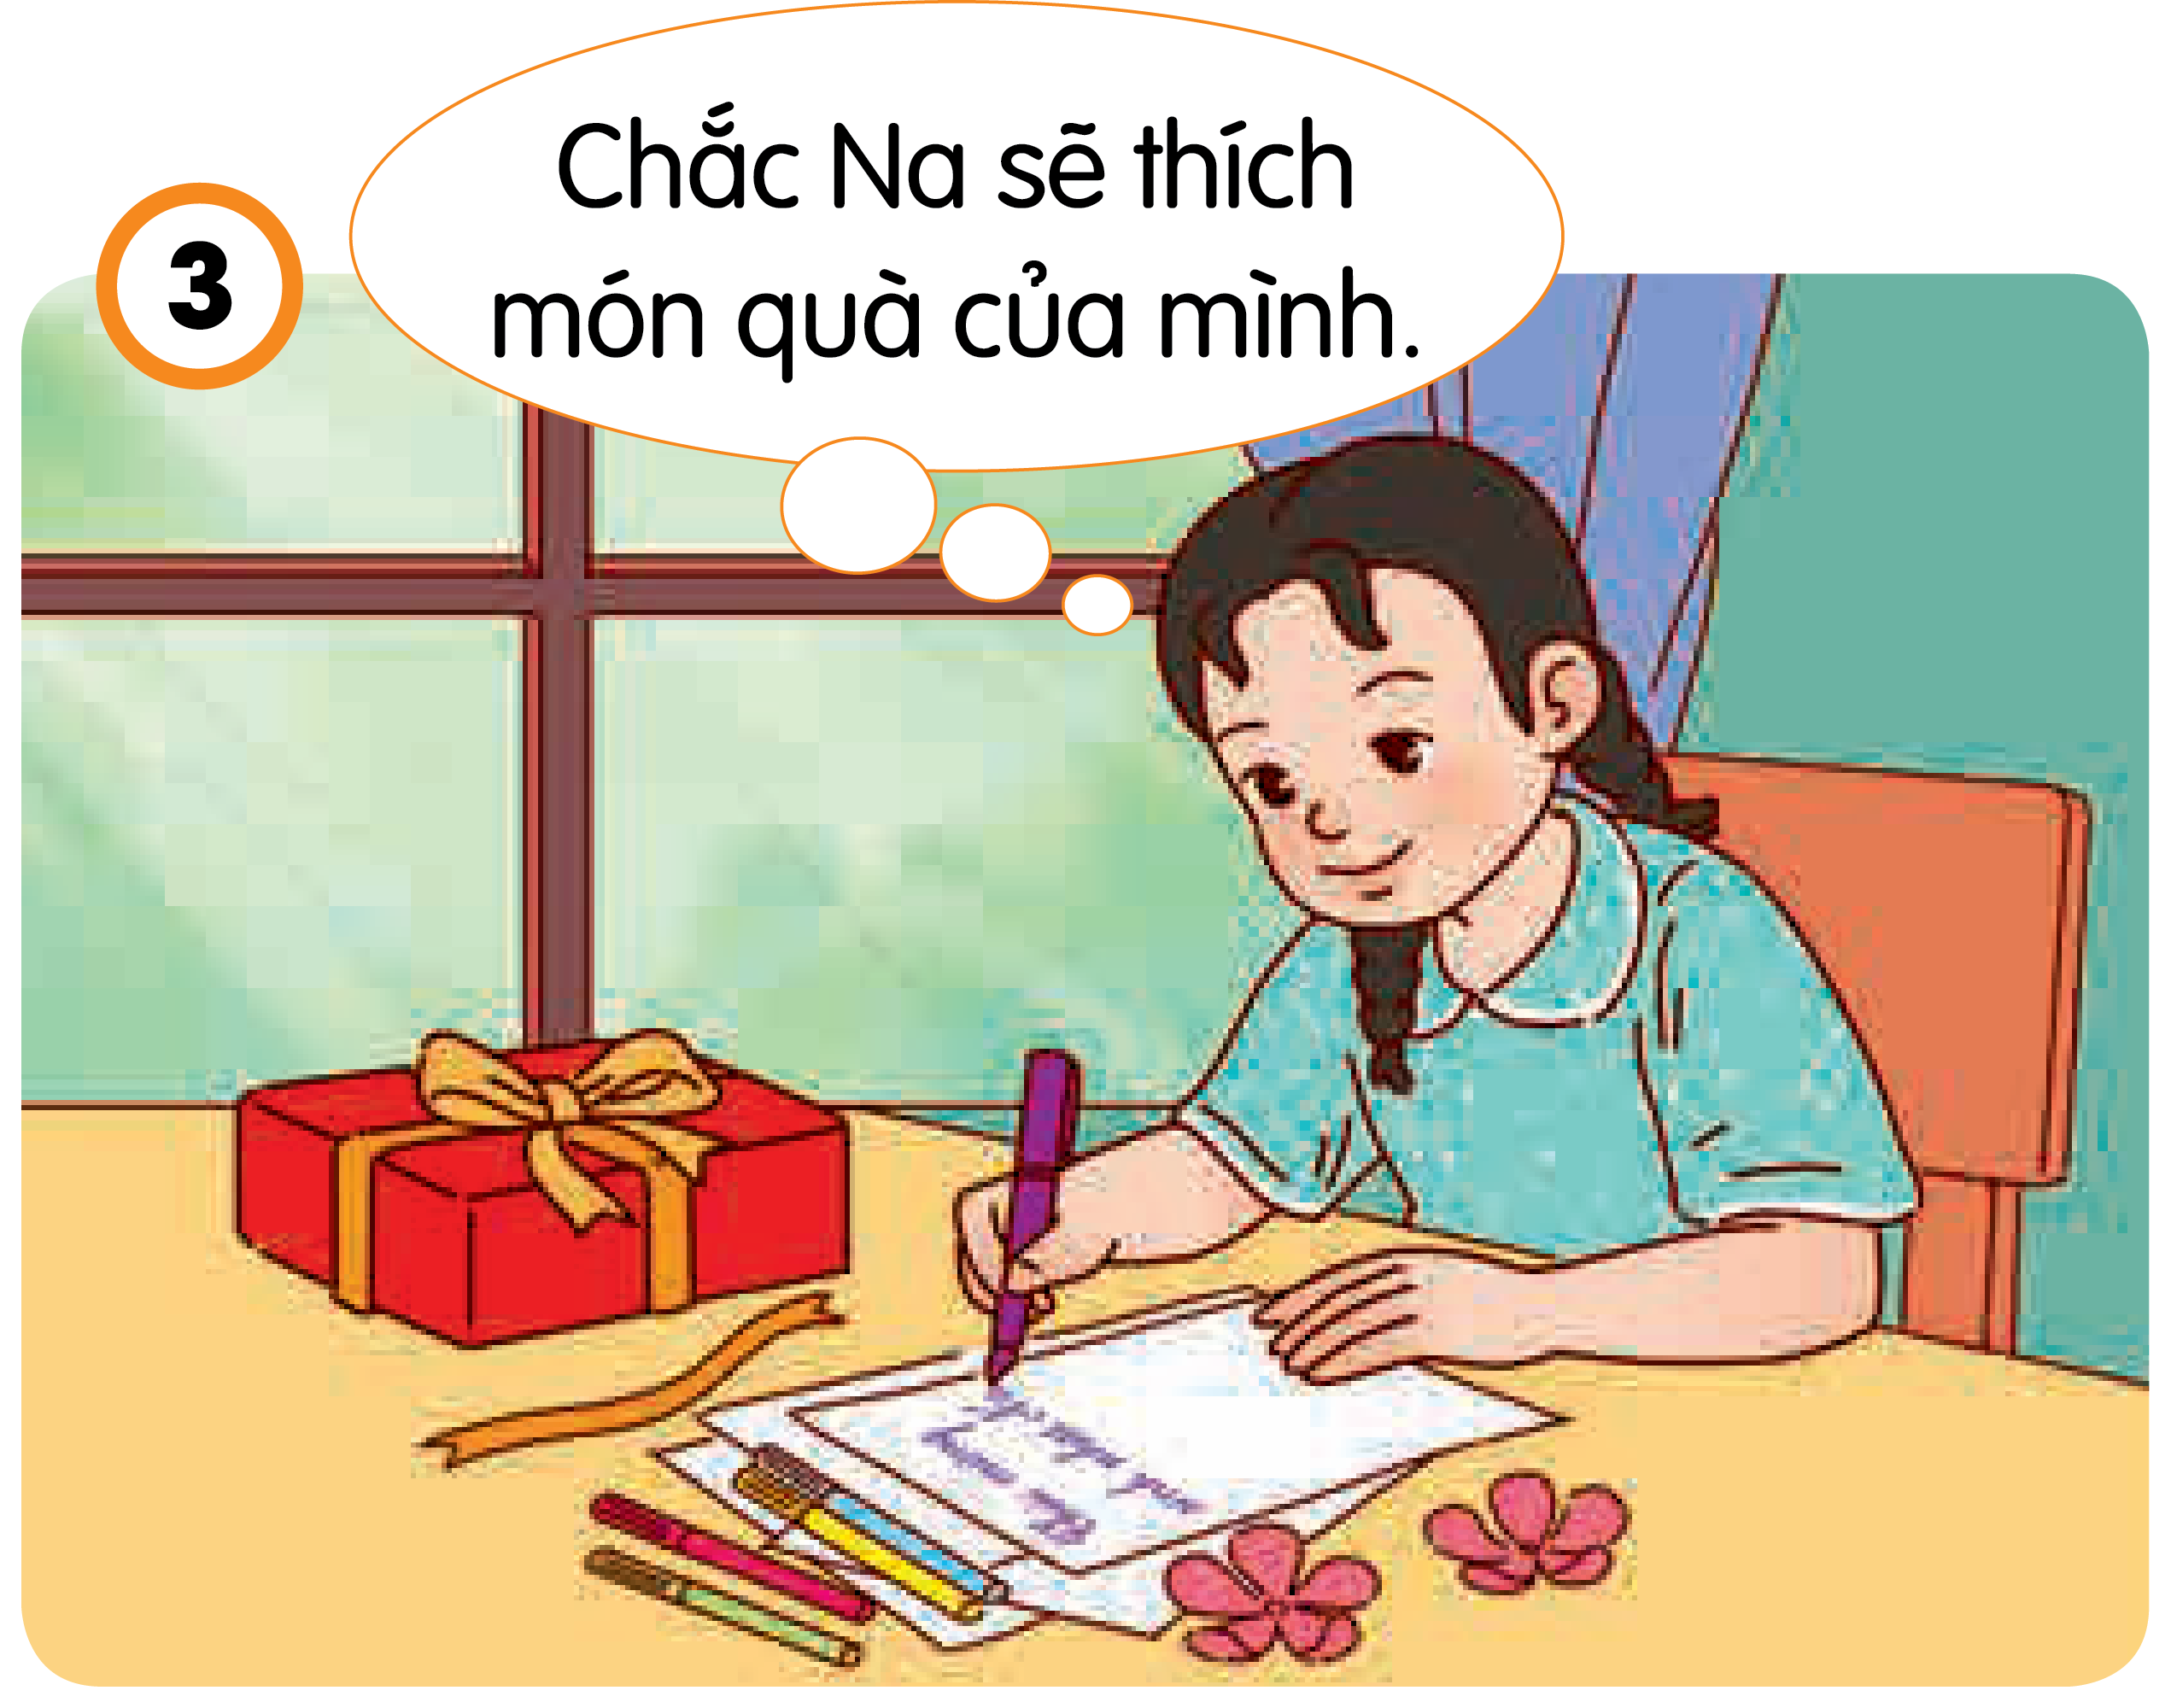 3
Chắc Na sẽ thích
món quà của mình.